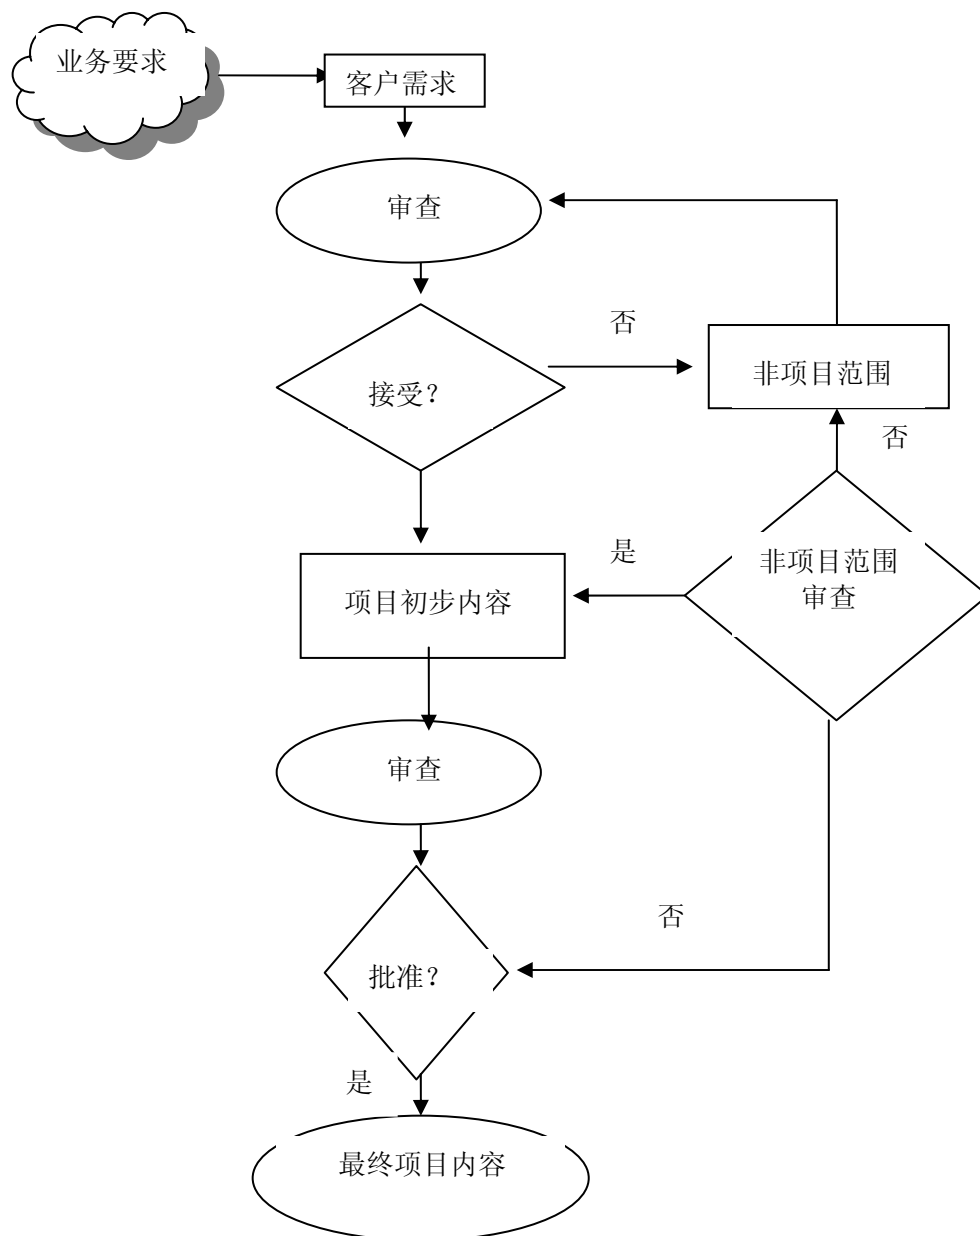 业务要求
客户需求
审查
否
接受?
非项目范围
否
是
非项目范围
审查
项目初步内容
审查
否
批准?
是
最终项目内容